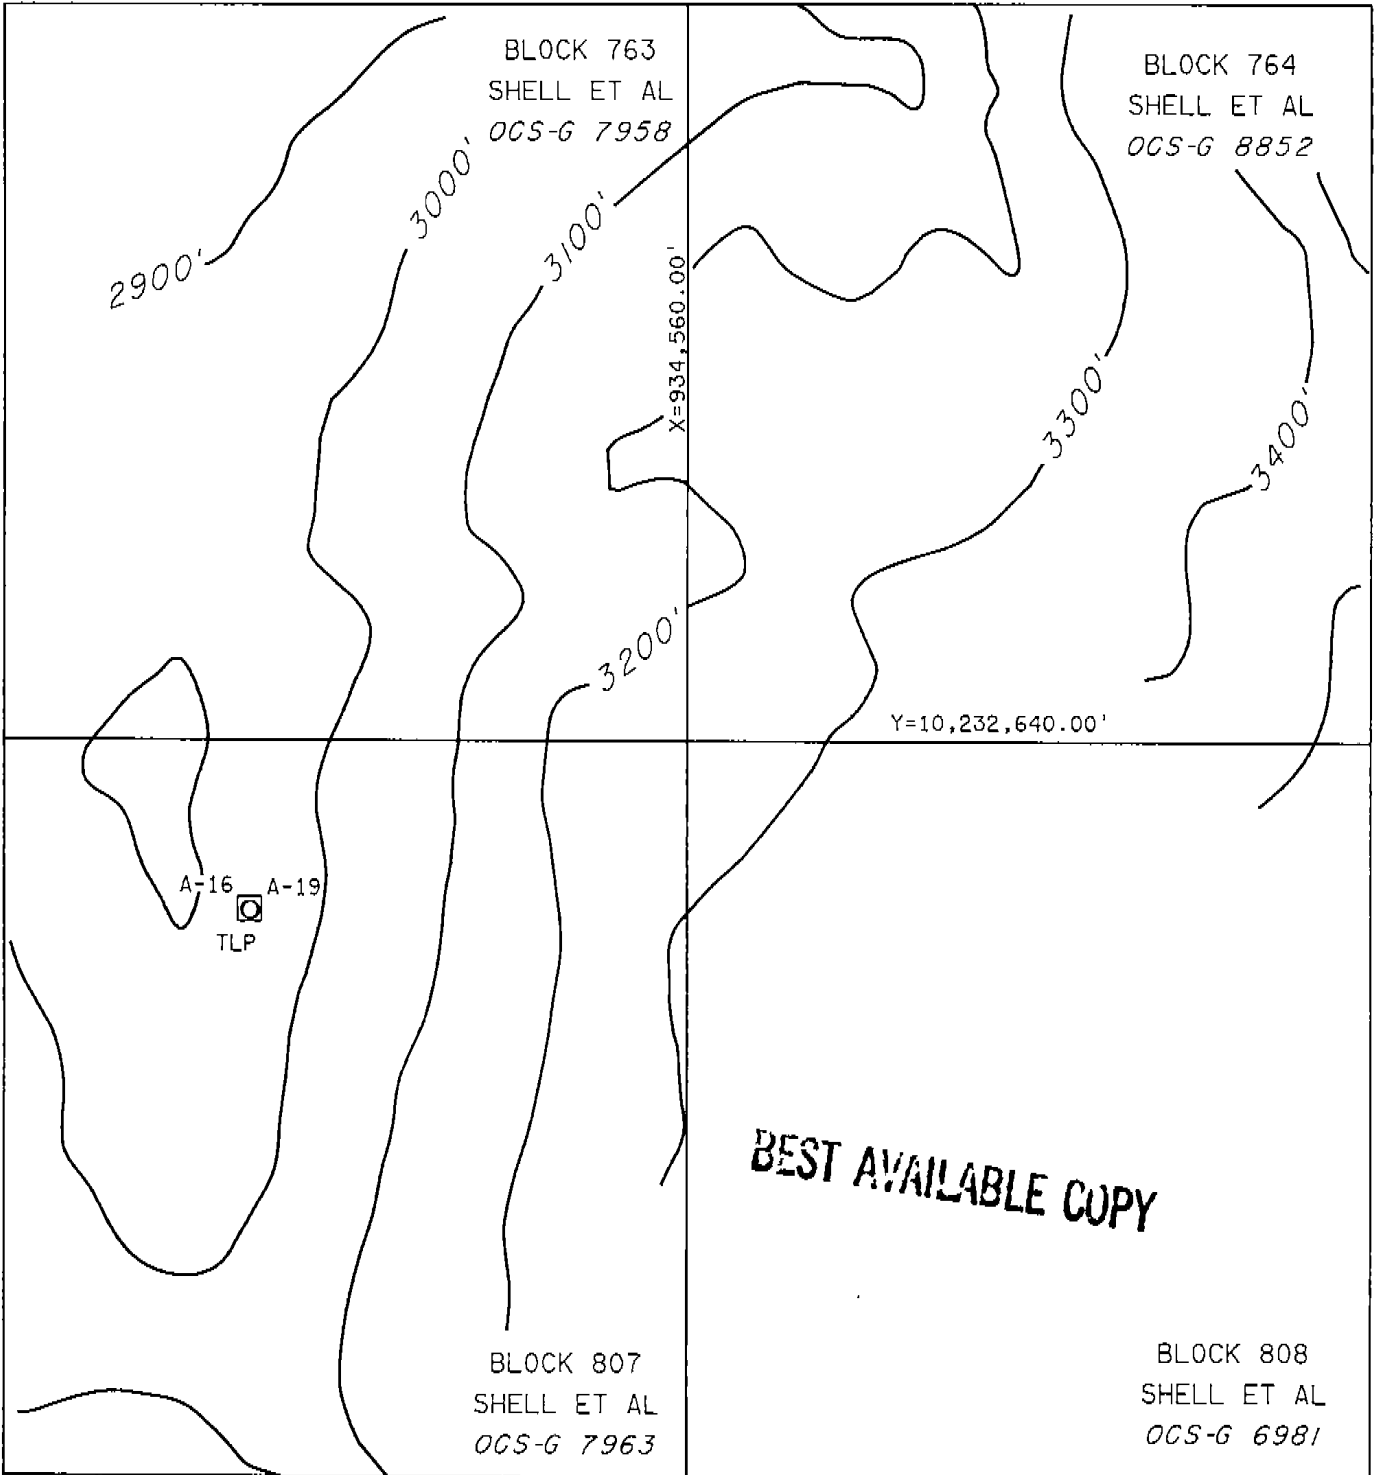 BLOCK 763
SHELL ET AL
OCS-G 7958
BLOCK 764
SHELL ET AL
OCS-G 8852
2900'
3000'
3100'
X=934,560.00'
3300'
3400'
3200'
Y=10,232,640.00'
A-16
A-19
TLP
BEST AVAILABLE COPY
BLOCK 807
SHELL ET AL
OCS-G 7963
BLOCK 808
SHELL ET AL
OCS-G 6981